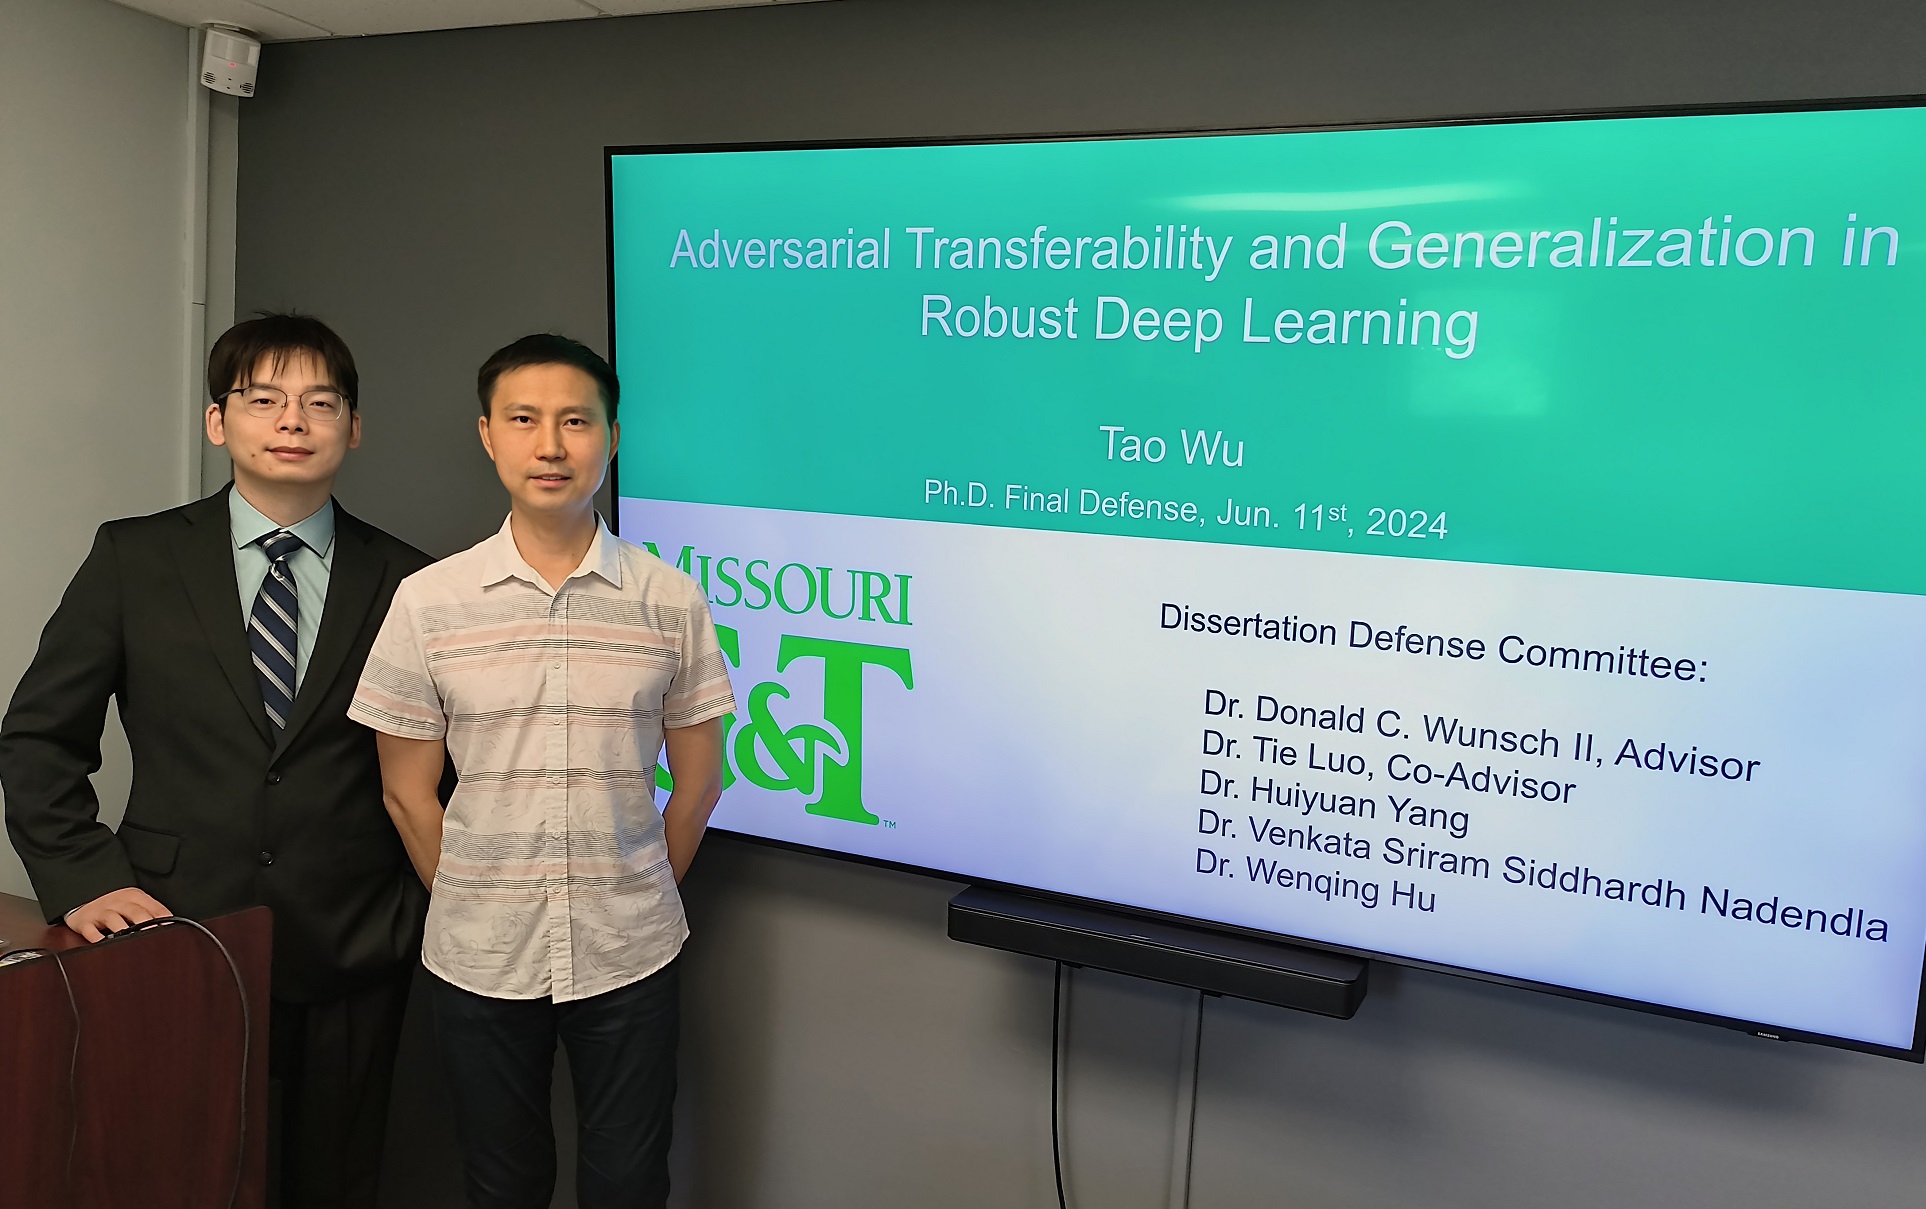 Adversarial Transferability and Generalization in
Robust Deep Learning
Tao Wu
Ph.D. Final Defense, Jun. 11st, 2024
MISSOURI
S&T
TM
Dissertation Defense Committee:
Dr. Donald C. Wunsch II, Advisor
Dr. Tie Luo, Co-Advisor
Dr. Huiyuan Yang
Dr. Venkata Sriram Siddhardh Nadendla
Dr. Wenqing Hu
SAMSUNG